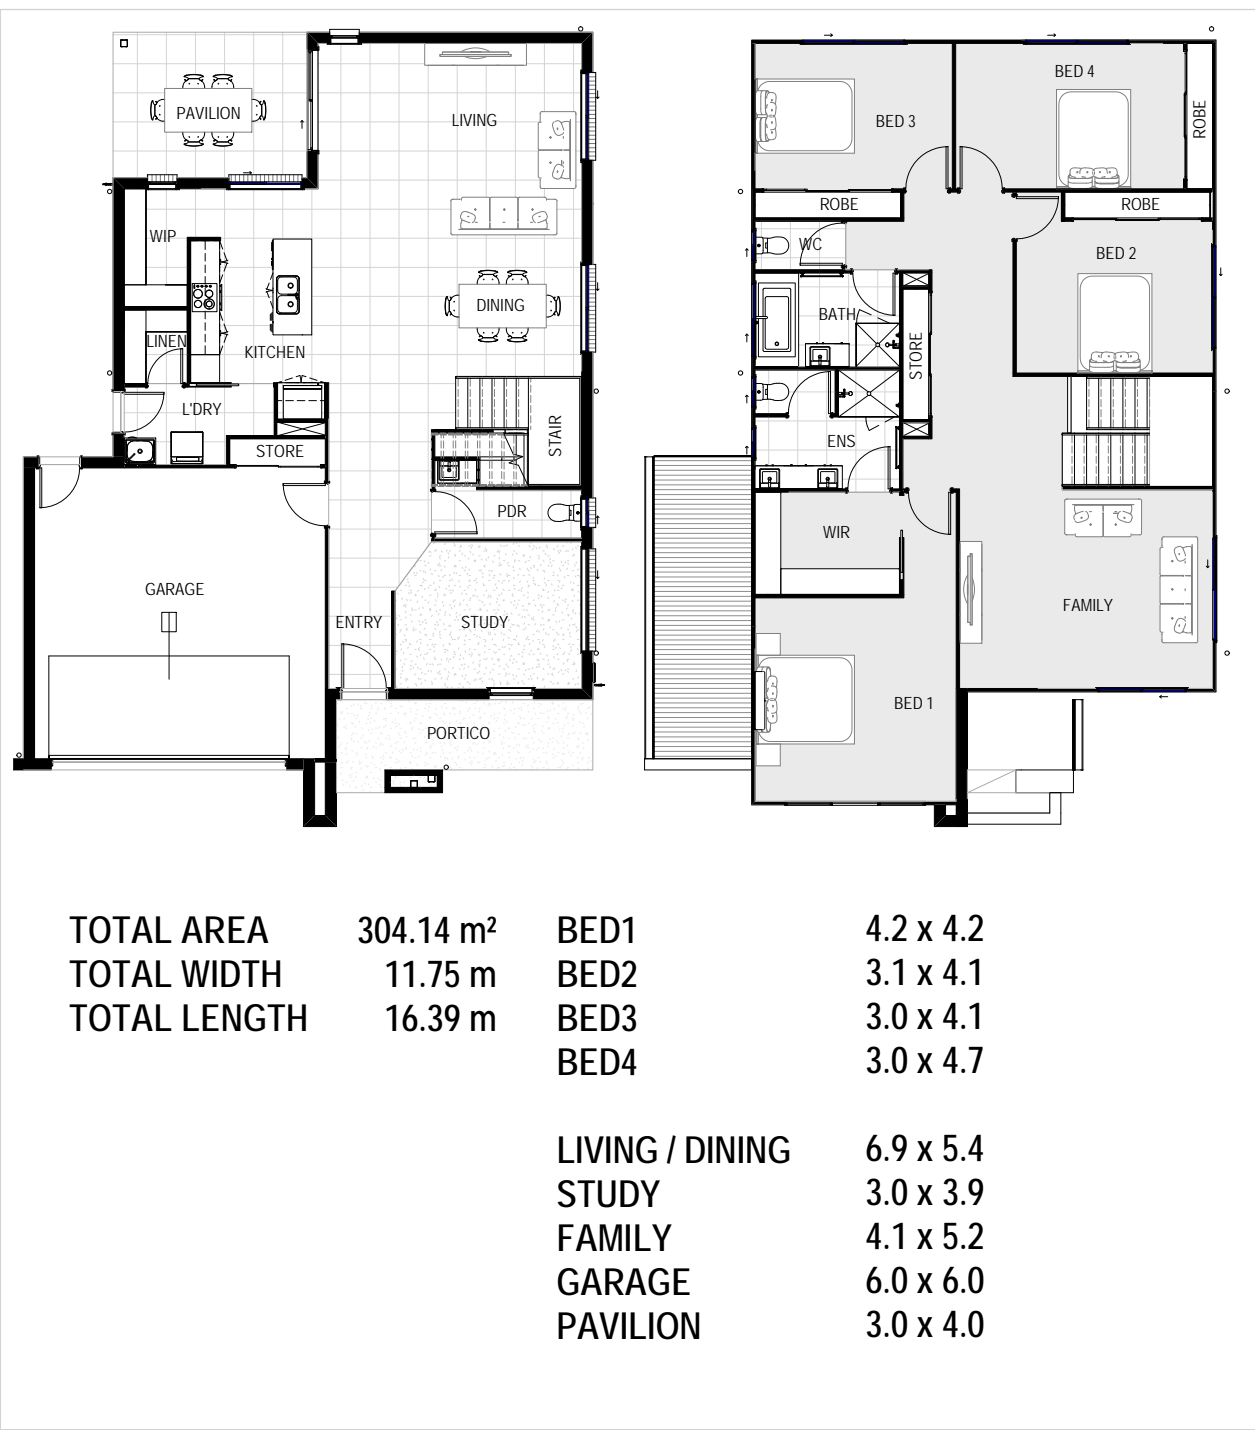 PAVILION
LIVING
WIP
DINING
LINEN
KITCHEN
L'DRY
STORE
STAIR
PDR
GARAGE
ENTRY
STUDY
PORTICO
BED 4
BED 3
ROBE
ROBE
ROBE
WC
BED 2
BATH
STORE
ENS
WIR
FAMILY
BED 1
TOTAL AREA 304.14 m²
TOTAL WIDTH 11.75 m
TOTAL LENGTH 16.39 m
BED1 4.2 x 4.2
BED2 3.1 x 4.1
BED3 3.0 x 4.1
BED4 3.0 x 4.7
LIVING / DINING 6.9 x 5.4
STUDY 3.0 x 3.9
FAMILY 4.1 x 5.2
GARAGE 6.0 x 6.0
PAVILION 3.0 x 4.0